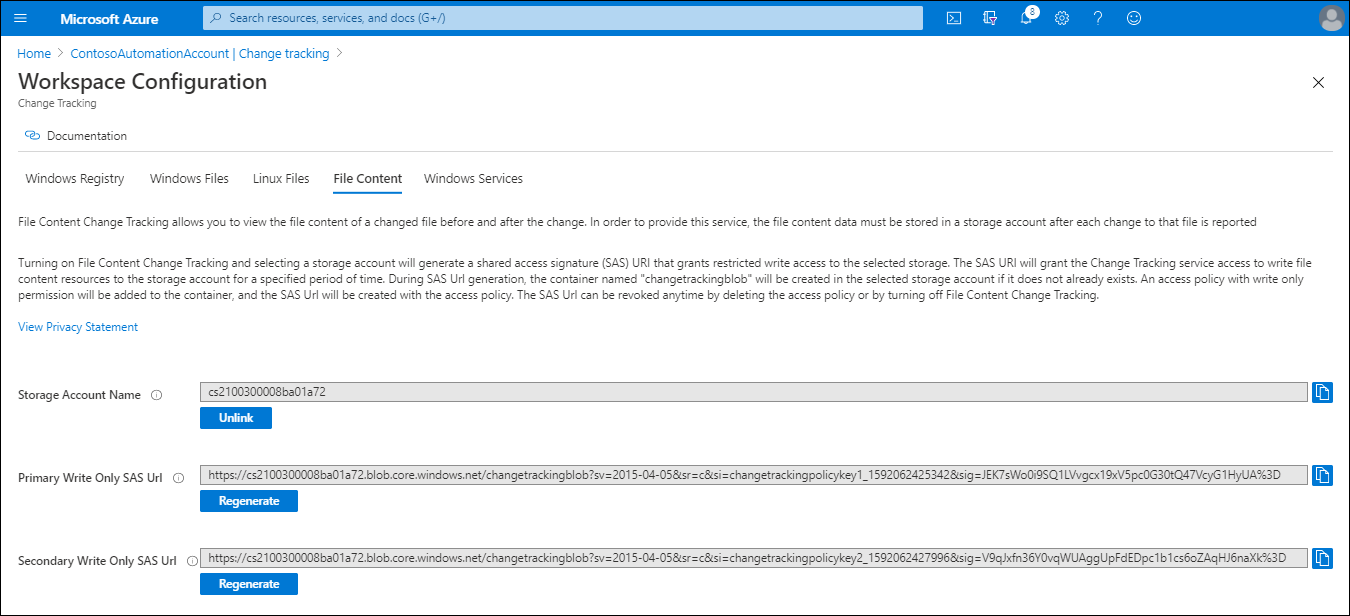 Microsoft Azure
Search resources, services, and docs (G+/)
8
Home > ContosoAutomationAccount | Change tracking >
Workspace Configuration
Change Tracking
Documentation
Windows Registry Windows Files Linux Files File Content Windows Services
File Content Change Tracking allows you to view the file content of a changed file before and after the change. In order to provide this service, the file content data must be stored in a storage account after each change to that file is reported
Turning on File Content Change Tracking and selecting a storage account will generate a shared access signature (SAS) URI that grants restricted write access to the selected storage. The SAS URI will grant the Change Tracking service access to write file
content resources to the storage account for a specified period of time. During SAS Url generation, the container named "changetrackingblob" will be created in the selected storage account if it does not already exists. An access policy with write only
permission will be added to the container, and the SAS Url will be created with the access policy. The SAS Url can be revoked anytime by deleting the access policy or by turning off File Content Change Tracking.
View Privacy Statement
Storage Account Name cs2100300008ba01a72
Unlink
Primary Write Only SAS Url https://cs2100300008ba01a72.blob.core.windows.net/changetrackingblob?sv=2015-04-05&sr=c&si=changetrackingpolicykey1_1592062425342&sig=JEK7sWo0i9SQ1LVvgcx19xV5pc0G30tQ47VcyG1HyUA%3D
Regenerate
Secondary Write Only SAS Url https://cs2100300008ba01a72.blob.core.windows.net/changetrackingblob?sv=2015-04-05&sr=c&si=changetrackingpolicykey2_1592062427996&sig=V9qJxfn36Y0vqWUAggUpFdEDpc1b1cs6oZAqHJ6naXk%3D
Regenerate